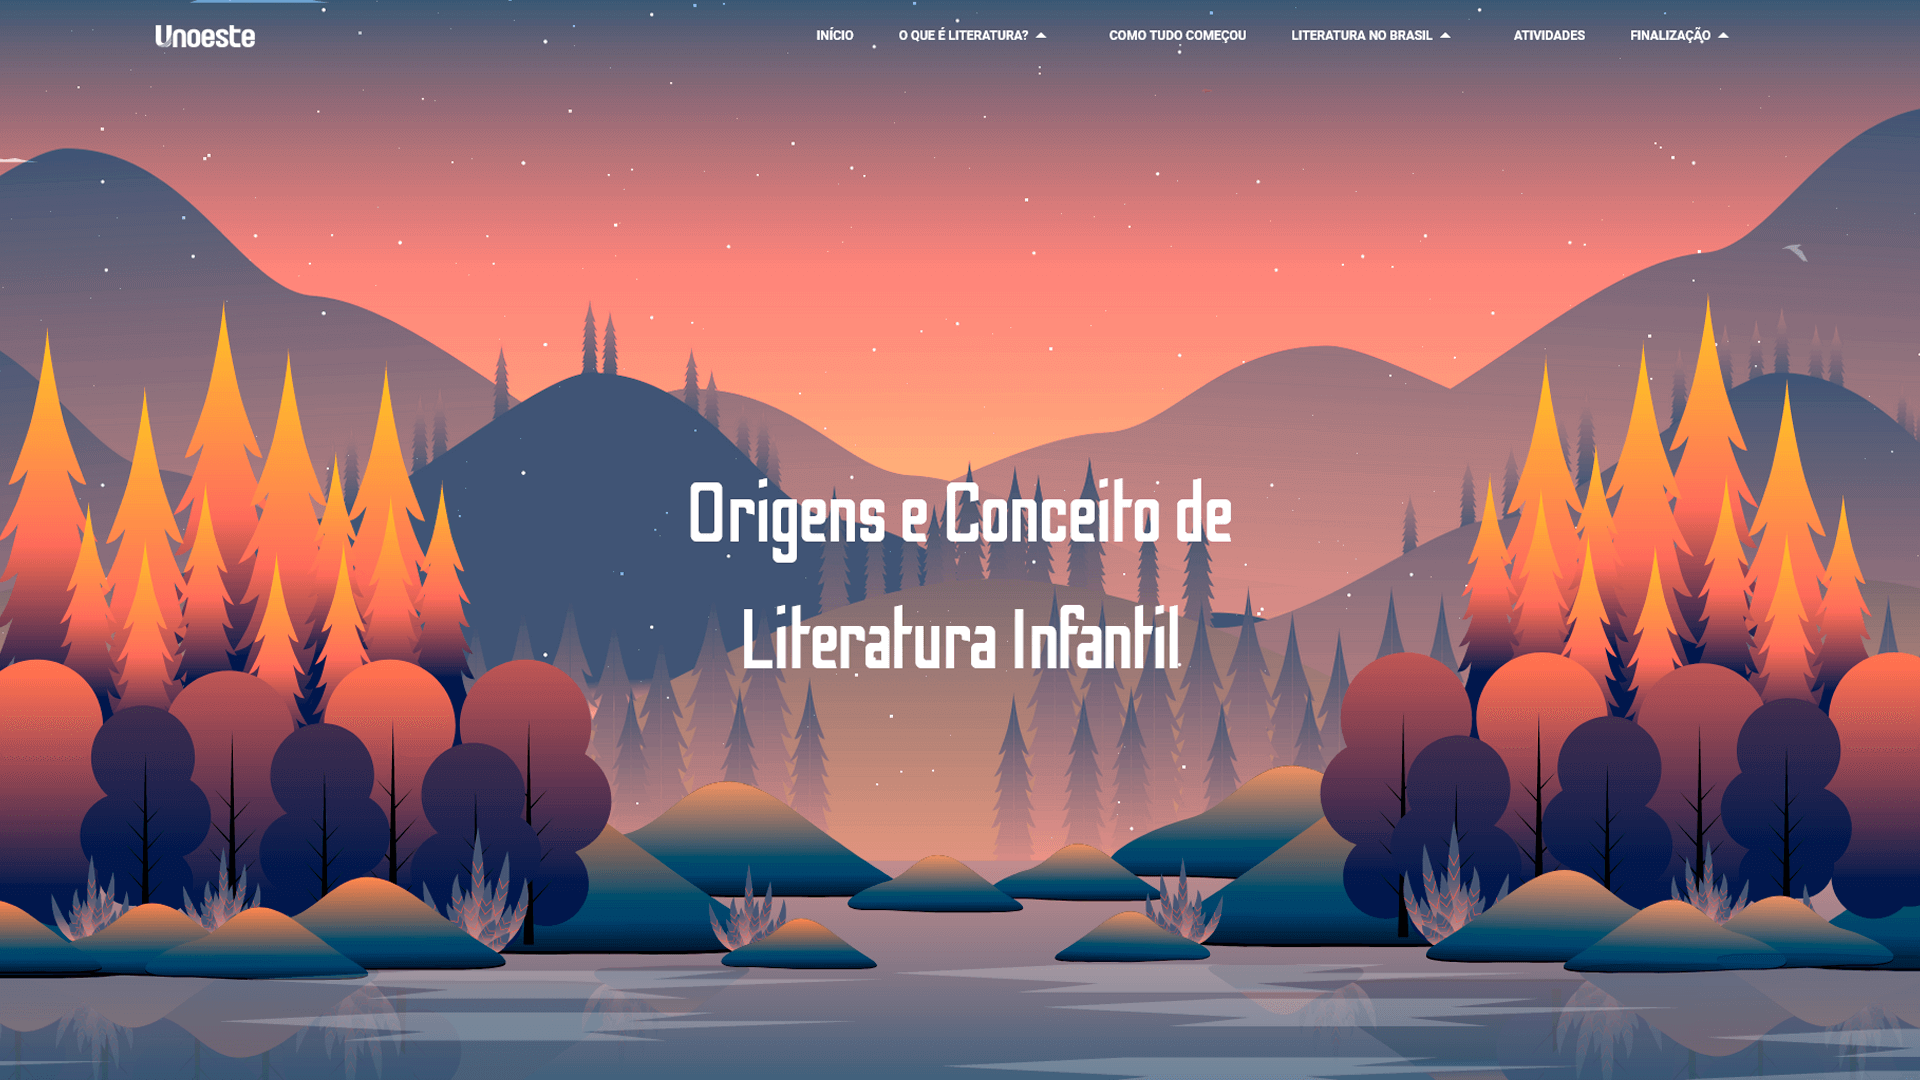 Unoeste
INÍCIO
O QUE É LITERATURA?
COMO TUDO COMEÇOU
LITERATURA NO BRASIL
ATIVIDADES
FINALIZAÇÃO
Origens e Conceito de
Literatura Infantil